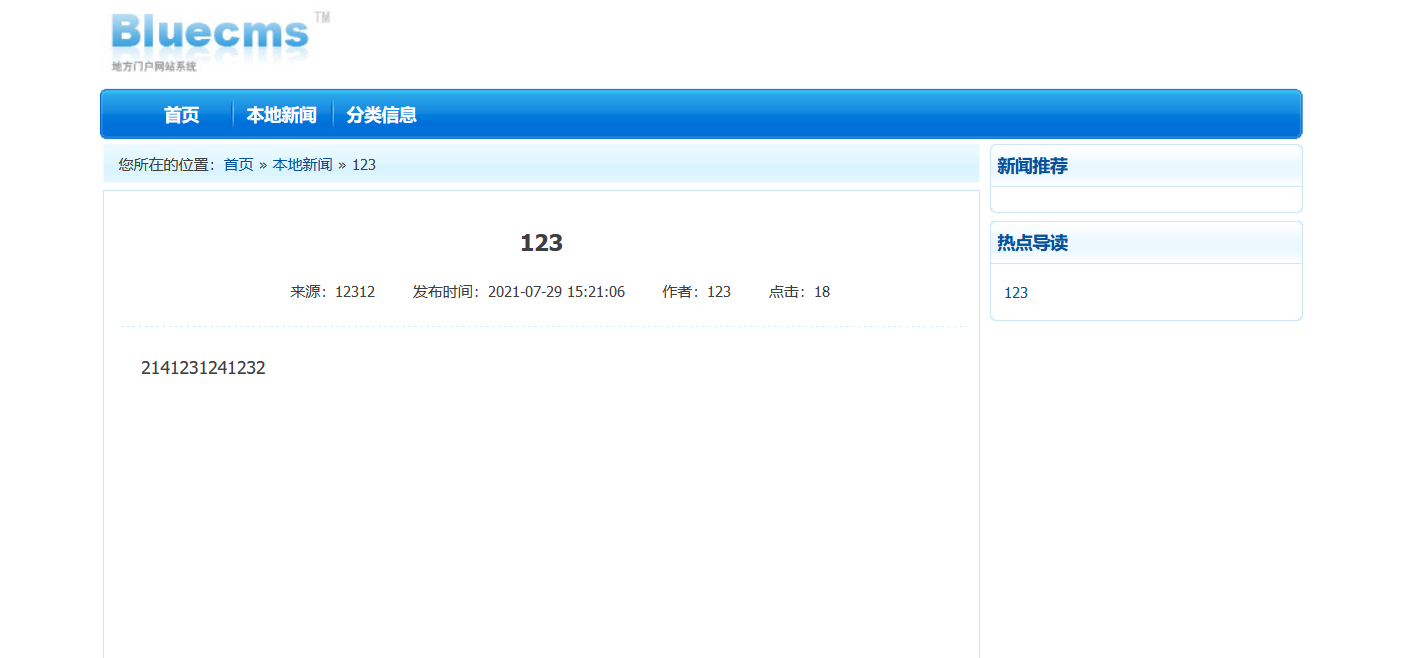 Bluecms TM
地方门户网站系统
首页 本地新闻 分类信息
您所在的位置：首页 » 本地新闻 » 123
123
来源：12312 发布时间：2021-07-29 15:21:06 作者：123 点击：18
2141231241232
新闻推荐
热点导读
123